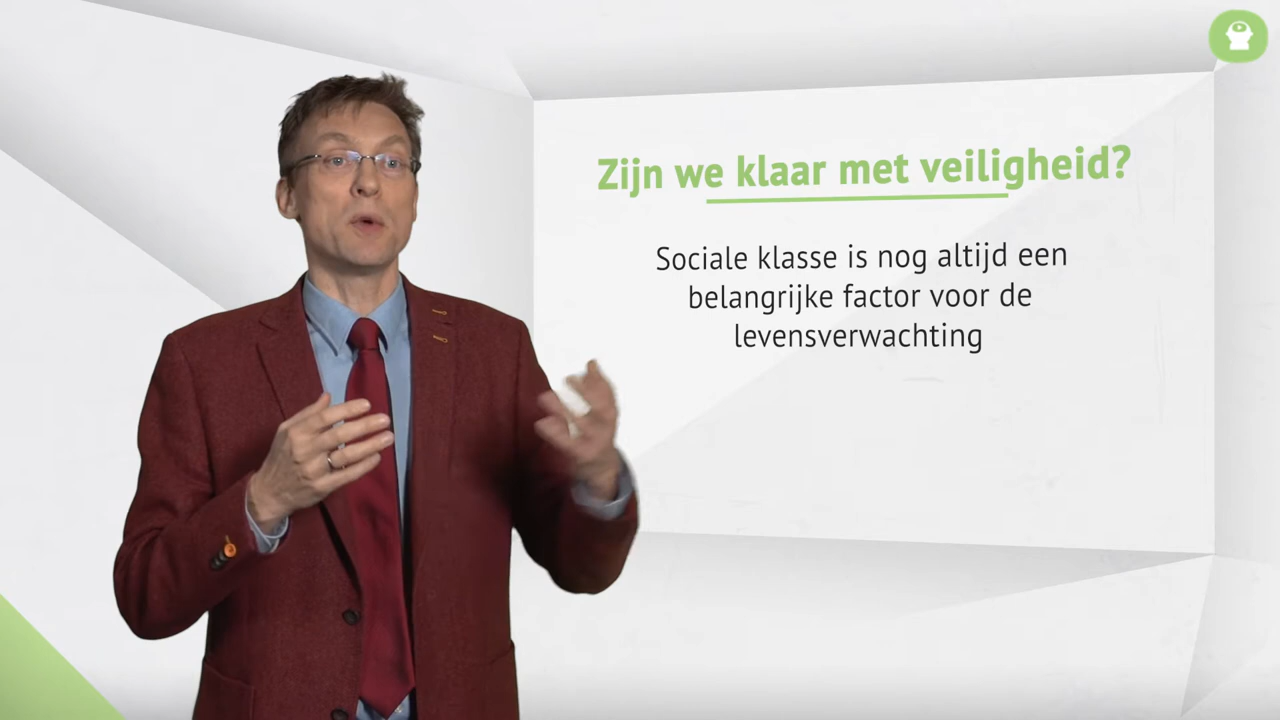 Zijn we klaar met veiligheid?
Sociale klasse is nog altijd een
belangrijke factor voor de
levensverwachting